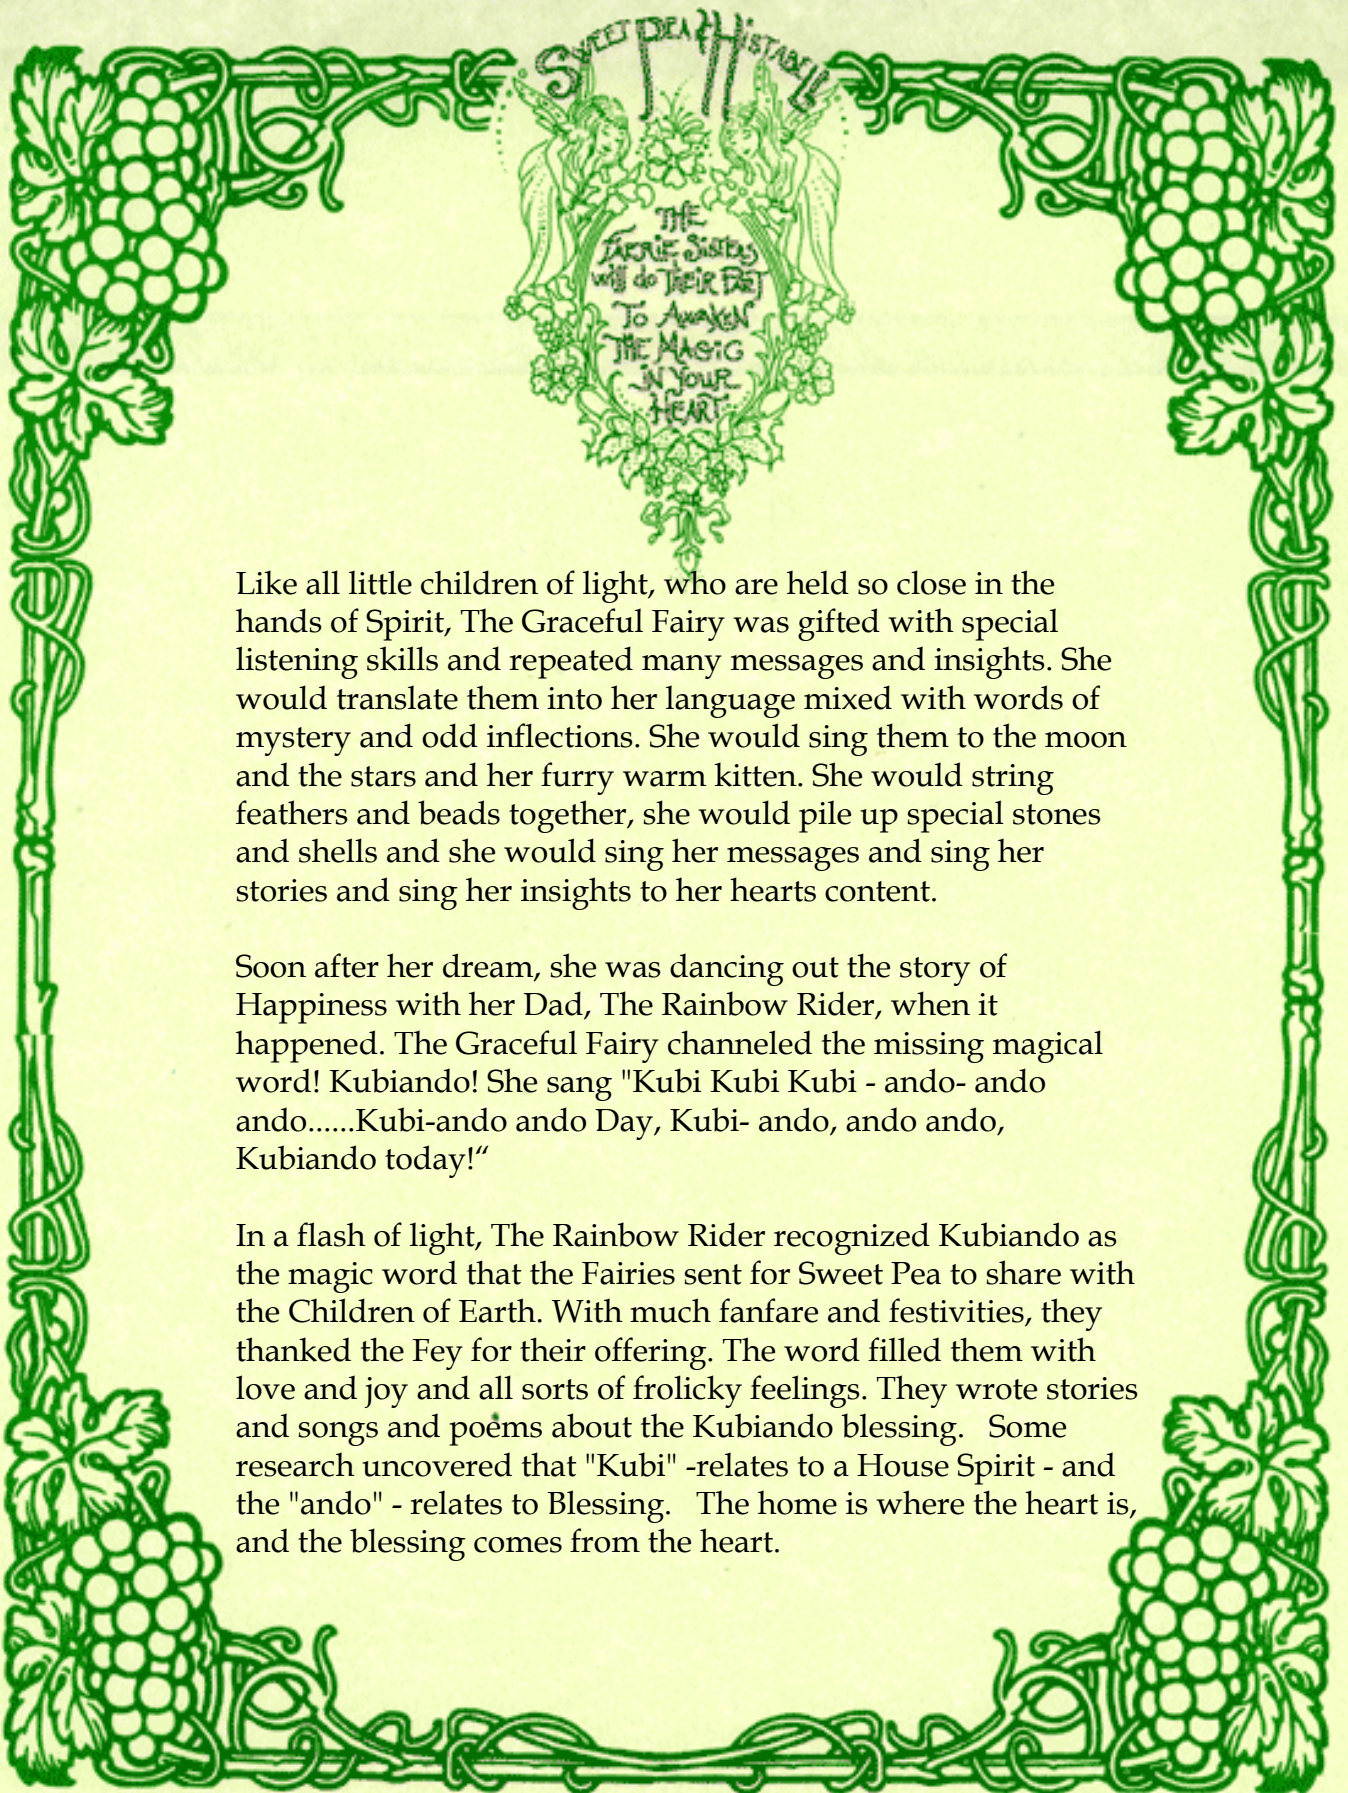 SWEET PEA & HISTABELL
THE
FAERIE SISTERS
will do THEIR PART
To AWAKEN
THE MAGIC
IN YOUR
HEART
Like all little children of light, who are held so close in the
hands of Spirit, The Graceful Fairy was gifted with special
listening skills and repeated many messages and insights. She
would translate them into her language mixed with words of
mystery and odd inflections. She would sing them to the moon
and the stars and her furry warm kitten. She would string
feathers and beads together, she would pile up special stones
and shells and she would sing her messages and sing her
stories and sing her insights to her hearts content.
Soon after her dream, she was dancing out the story of
Happiness with her Dad, The Rainbow Rider, when it
happened. The Graceful Fairy channeled the missing magical
word! Kubiando! She sang "Kubi Kubi Kubi - ando- ando
ando......Kubi-ando ando Day, Kubi- ando, ando ando,
Kubiando today!“
In a flash of light, The Rainbow Rider recognized Kubiando as
the magic word that the Fairies sent for Sweet Pea to share with
the Children of Earth. With much fanfare and festivities, they
thanked the Fey for their offering. The word filled them with
love and joy and all sorts of frolicky feelings. They wrote stories
and songs and poems about the Kubiando blessing.   Some
research uncovered that "Kubi" -relates to a House Spirit - and
the "ando" - relates to Blessing.   The home is where the heart is,
and the blessing comes from the heart.